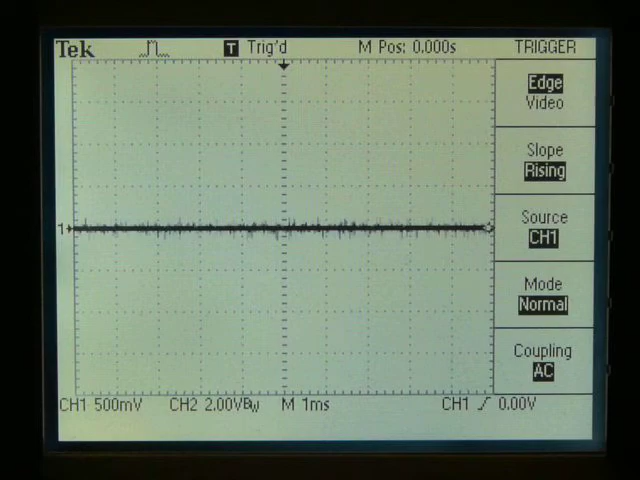 Tek T Trig'd M Pos: 0.000s TRIGGER
Edge
Video
Slope
Rising
1
Source
CH1
Mode
Normal
Coupling
AC
CH1 500mV CH2 2.00VBW M 1ms CH1 0.00V